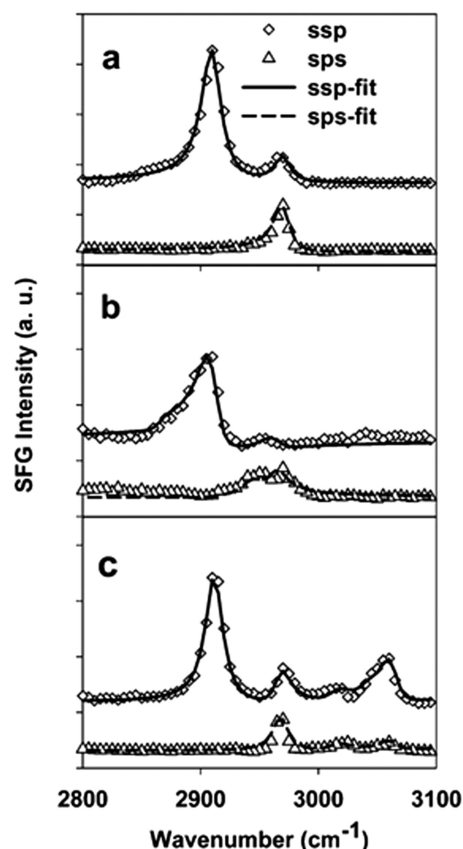 a
ssp
sps
ssp-fit
sps-fit
b
c
SFG Intensity (a. u.)
2800 2900 3000 3100
Wavenumber (cm-1)